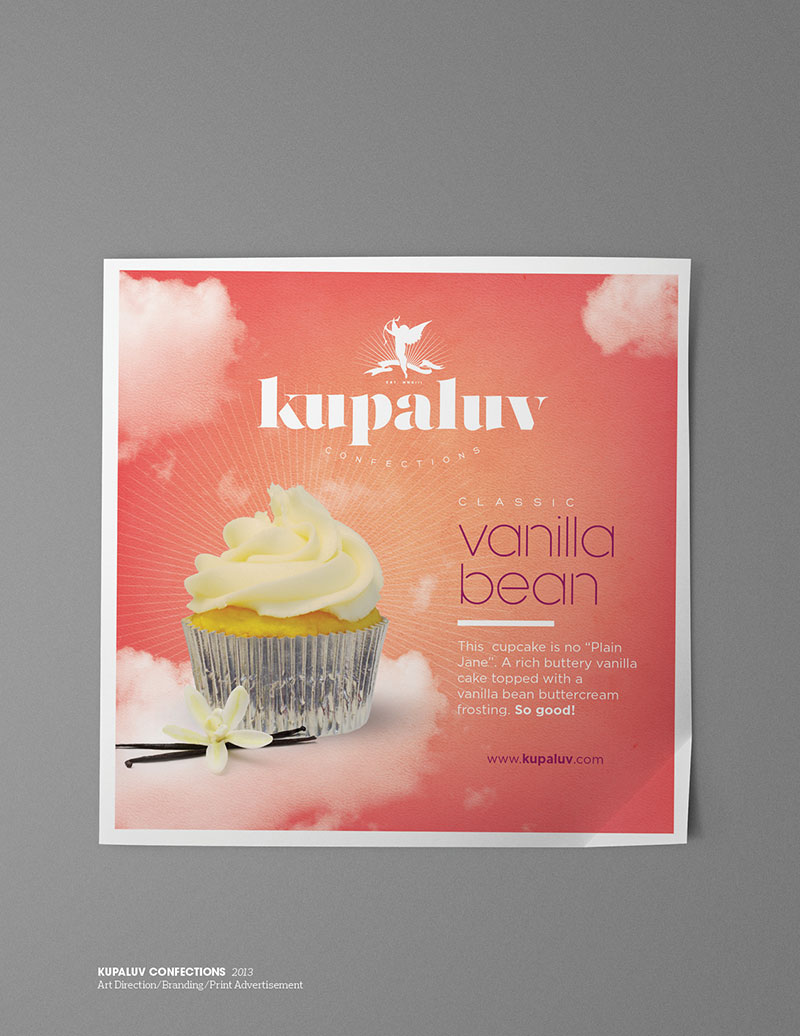 kupaluv
CONFECTIONS
CLASSIC
vanilla
bean
This cupcake is no “Plain
Jane”. A rich buttery vanilla
cake topped with a
vanilla bean buttercream
frosting. So good!
www.kupaluv.com
KUPALUV CONFECTIONS 2013
Art Direction/Branding/Print Advertisement